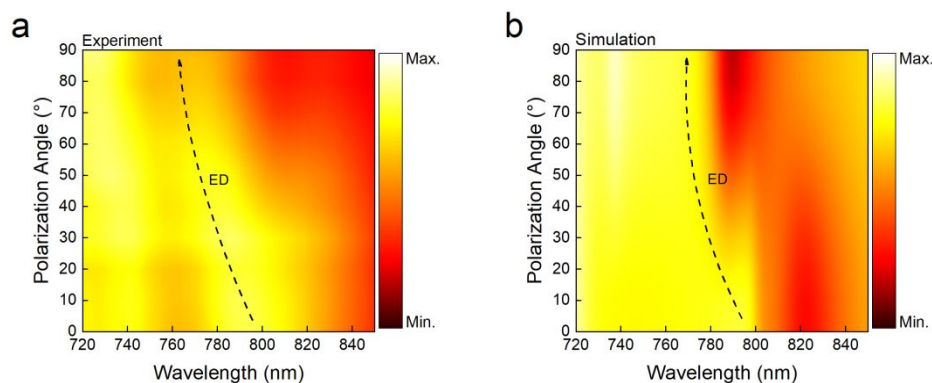 a
Experiment
90
80
70
60
50
40
30
20
10
0
Polarization Angle (°)
ED
720 740 760 780 800 820 840
Wavelength (nm)
Max.
Min.
b
Simulation
90
80
70
60
50
40
30
20
10
0
Polarization Angle (°)
ED
720 740 760 780 800 820 840
Wavelength (nm)
Max.
Min.